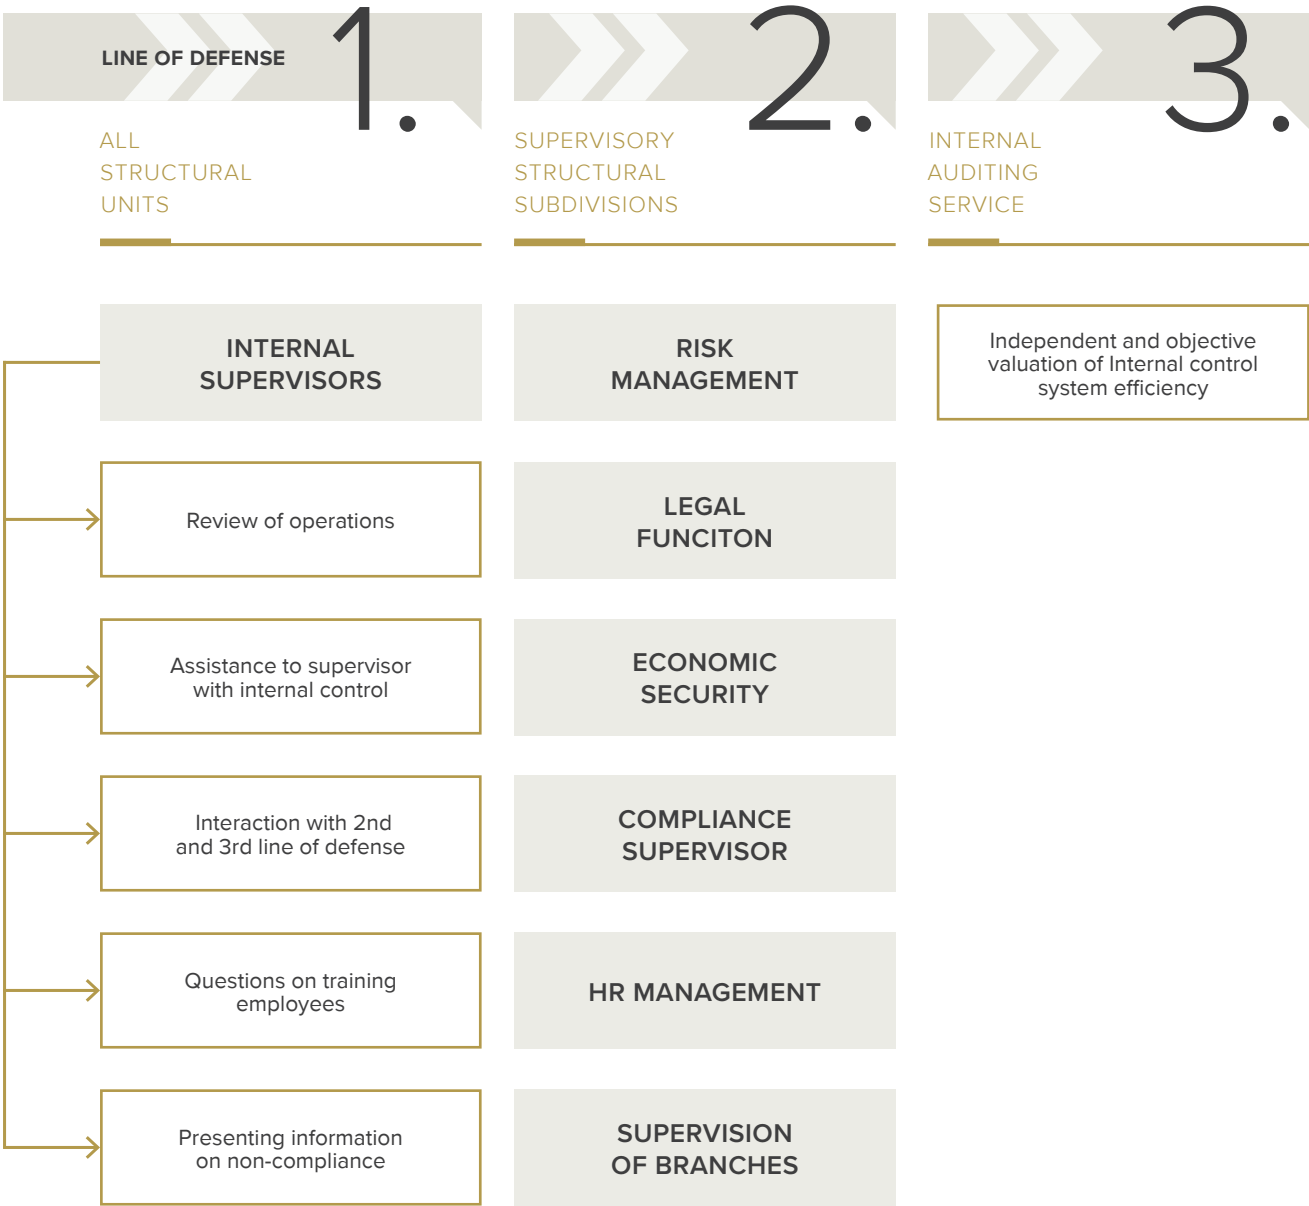 LINE OF DEFENSE
1.
ALL
STRUCTURAL
UNITS
INTERNAL
SUPERVISORS
Review of operations
Assistance to supervisor
with internal control
Interaction with 2nd
and 3rd line of defense
Questions on training
employees
Presenting information
on non-compliance
2.
SUPERVISORY
STRUCTURAL
SUBDIVISIONS
RISK
MANAGEMENT
LEGAL
FUNCITON
ECONOMIC
SECURITY
COMPLIANCE
SUPERVISOR
HR MANAGEMENT
SUPERVISION
OF BRANCHES
3.
INTERNAL
AUDITING
SERVICE
Independent and objective
valuation of Internal control
system efficiency